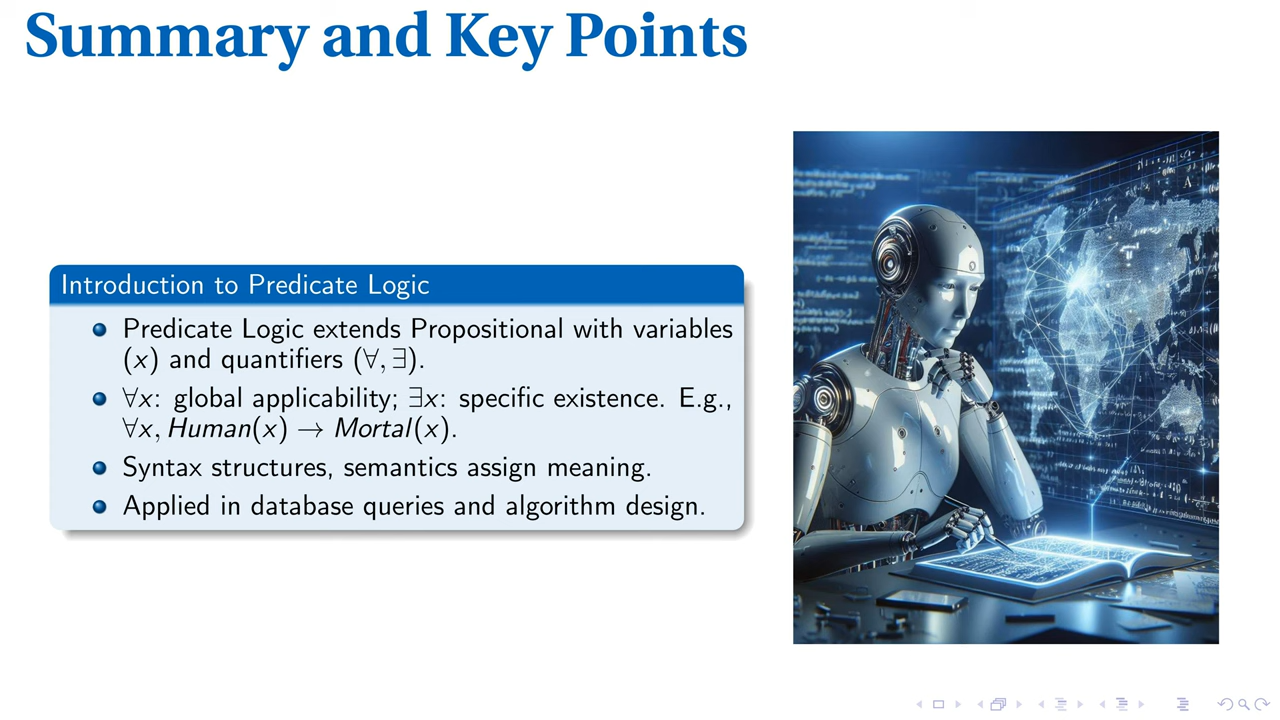 Summary and Key Points
Introduction to Predicate Logic
Predicate Logic extends Propositional with variables
(x) and quantifiers (∀, ∃).
∀x: global applicability; ∃x: specific existence. E.g.,
∀x, Human(x) → Mortal(x).
Syntax structures, semantics assign meaning.
Applied in database queries and algorithm design.